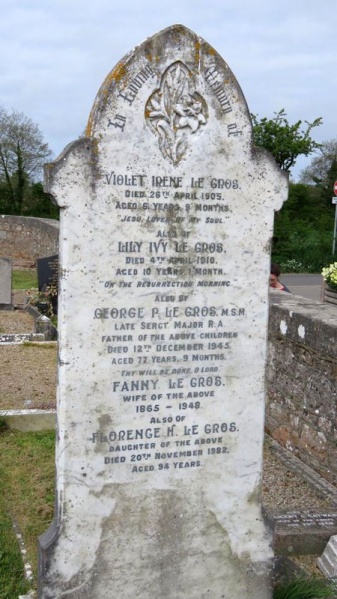 In Loving Memory of
VIOLET IRENE LE GROS.
DIED 26TH APRIL 1905,
AGED 6 YEARS, 9 MONTHS.
"JESU, LOVER OF MY SOUL"
ALSO OF
LILY IVY LE GROS,
DIED 4TH APRIL 1910,
AGED 10 YEARS, 1 MONTH.
ON THE RESURRECTION MORNING
ALSO OF
GEORGE P. LE GROS, M.S.M.
LATE SERGT MAJOR R.A.
FATHER OF THE ABOVE CHILDREN
DIED 12TH DECEMBER 1945,
AGED 77 YEARS, 9 MONTHS.
THY WILL BE DONE, O LORD
FANNY LE GROS.
WIFE OF THE ABOVE
1865 - 1948.
ALSO OF
FLORENCE H. LE GROS.
DAUGHTER OF THE ABOVE
DIED 20TH NOVEMBER 1982,
AGED 94 YEARS.